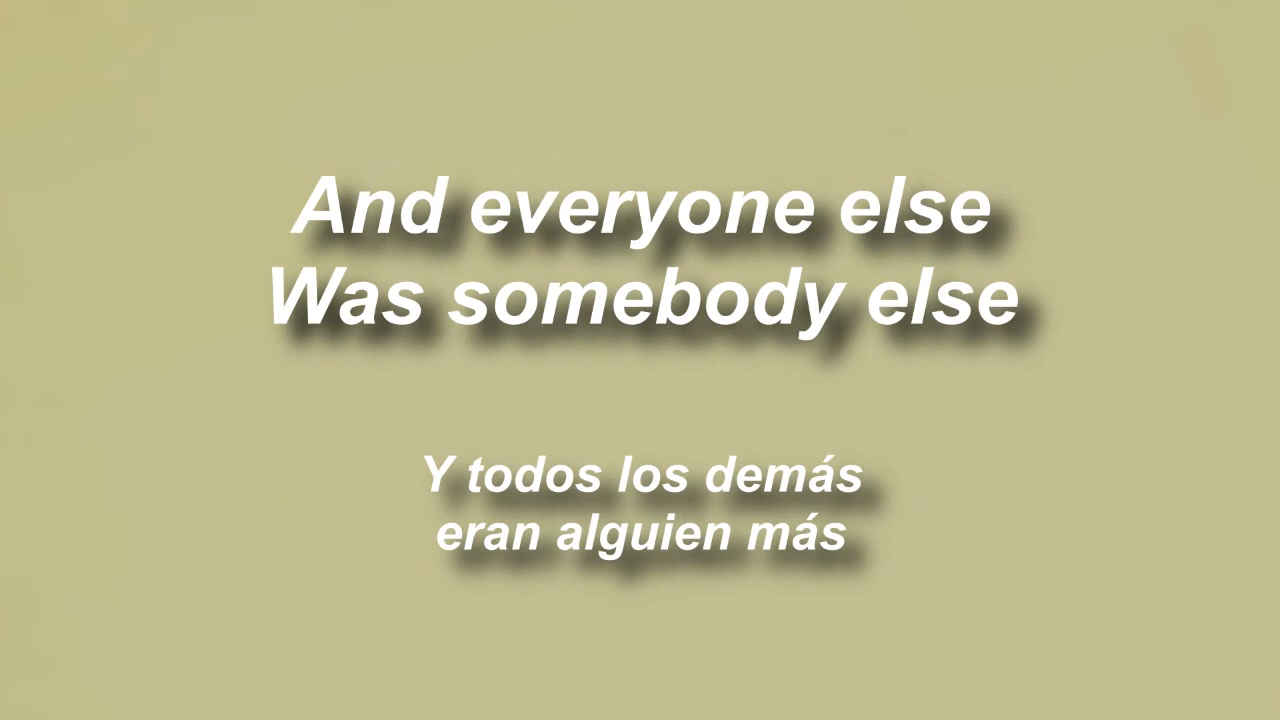 And everyone else
Was somebody else
Y todos los demás
eran alguien más